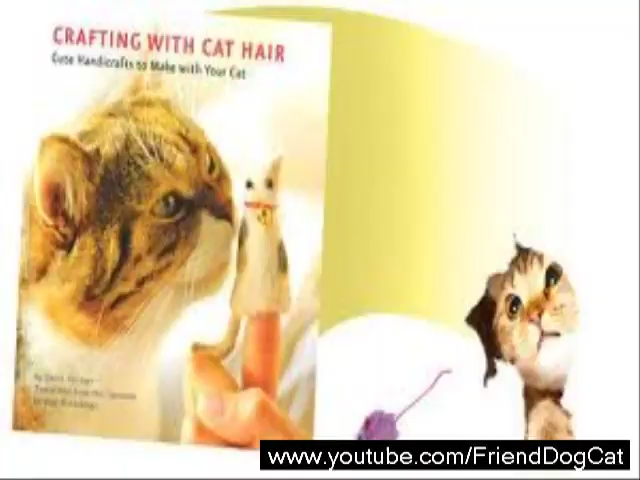 CRAFTING WITH CAT HAIR
Cute Handicrafts to Make with Your Cat
www.youtube.com/FriendDogCat